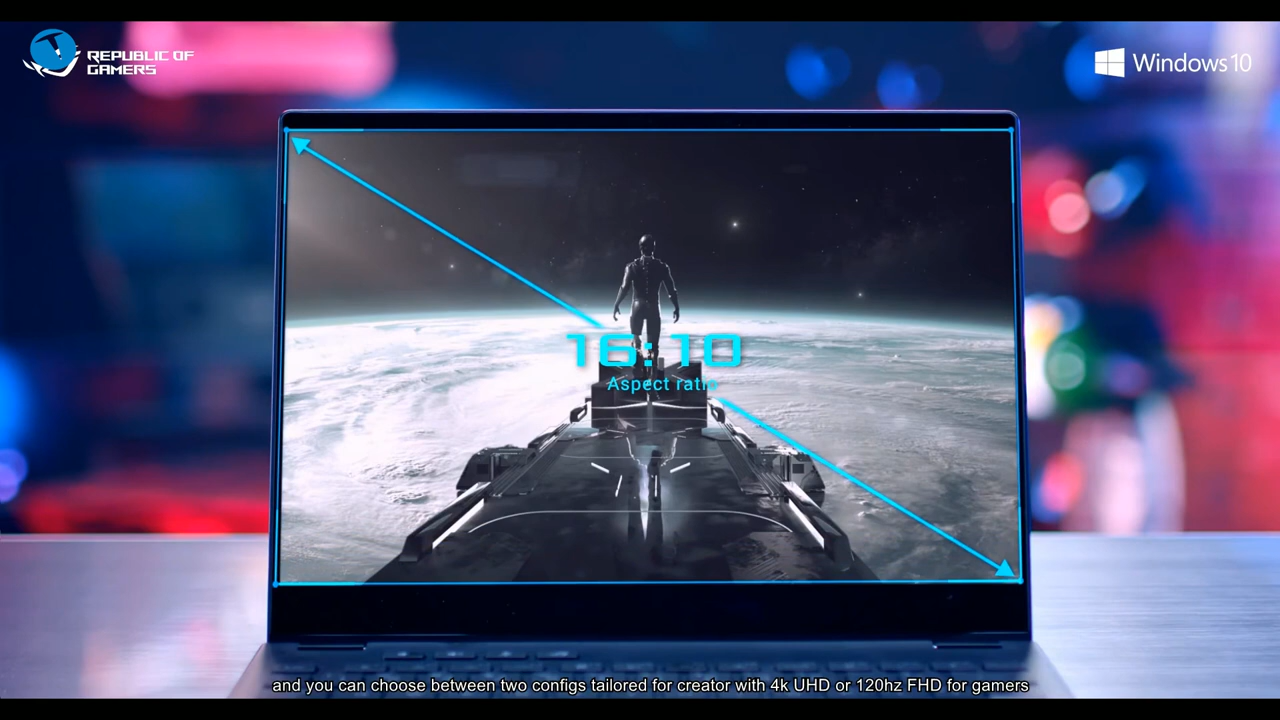 REPUBLIC OF
GAMERS
Windows 10
16:10
Aspect ratio
and you can choose between two configs tailored for creator with 4k UHD or 120hz FHD for gamers